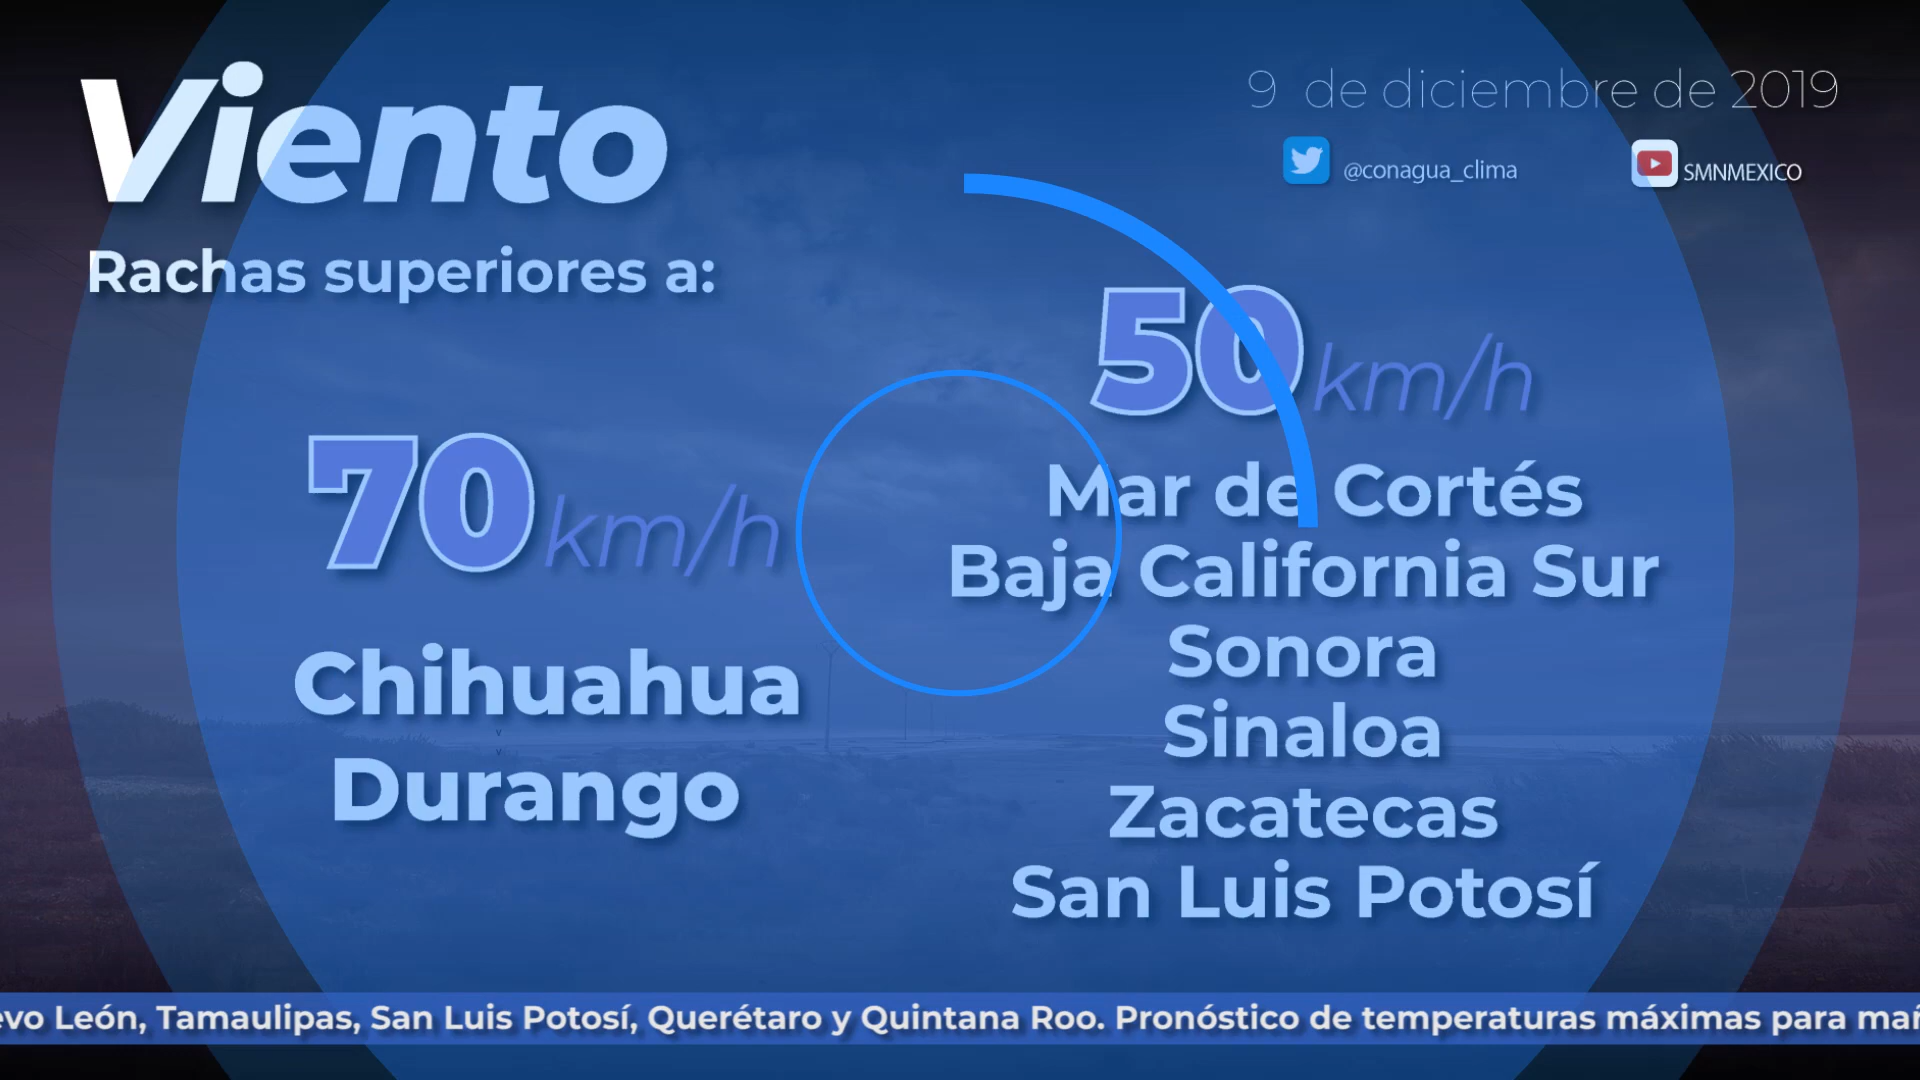 Viento
Rachas superiores a:
9 de diciembre de 2019
@conagua_clima
SMNMEXICO
70 km/h
Chihuahua
Durango
50 km/h
Mar de Cortés
Baja California Sur
Sonora
Sinaloa
Zacatecas
San Luis Potosí
León, Tamaulipas, San Luis Potosí, Querétaro y Quintana Roo. Pronóstico de temperaturas máximas para